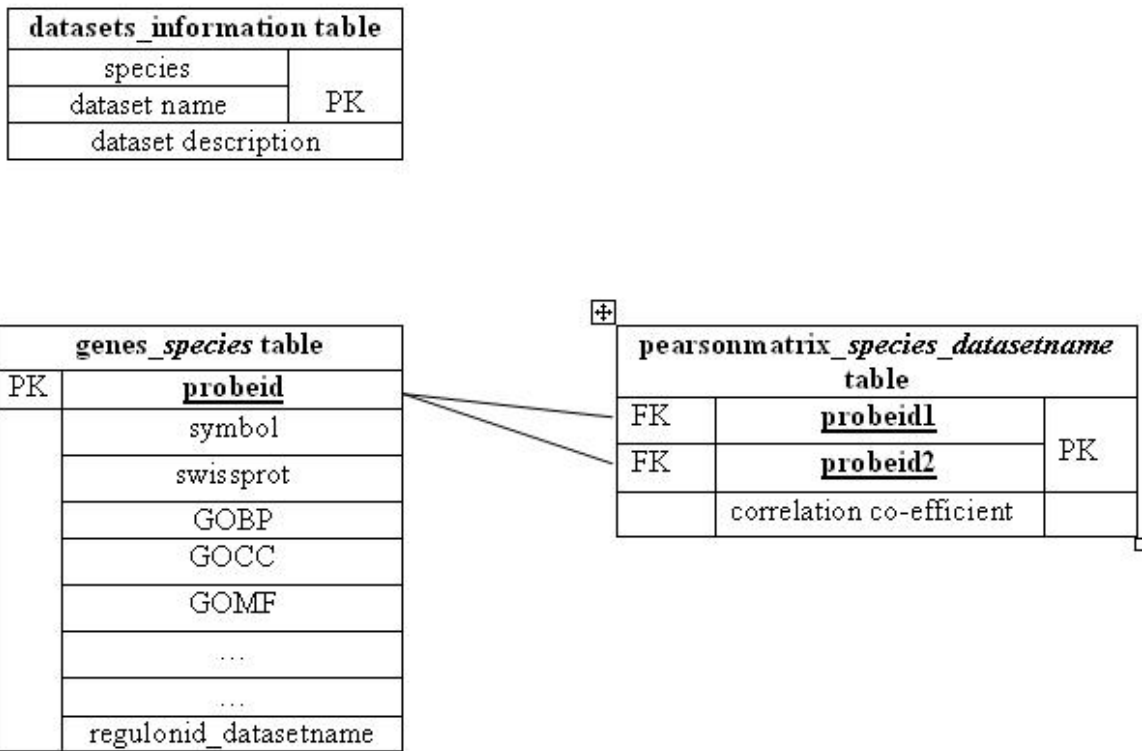 datasets_information table
species
dataset name
PK
dataset description
genes_species table
PK
probeid
symbol
swissprot
GOBP
GOCC
GOMF
...
...
regulonid_datasetname
pearsonmatrix_species_datasetname
table
FK
probeid1
FK
probeid2
PK
correlation co-efficient